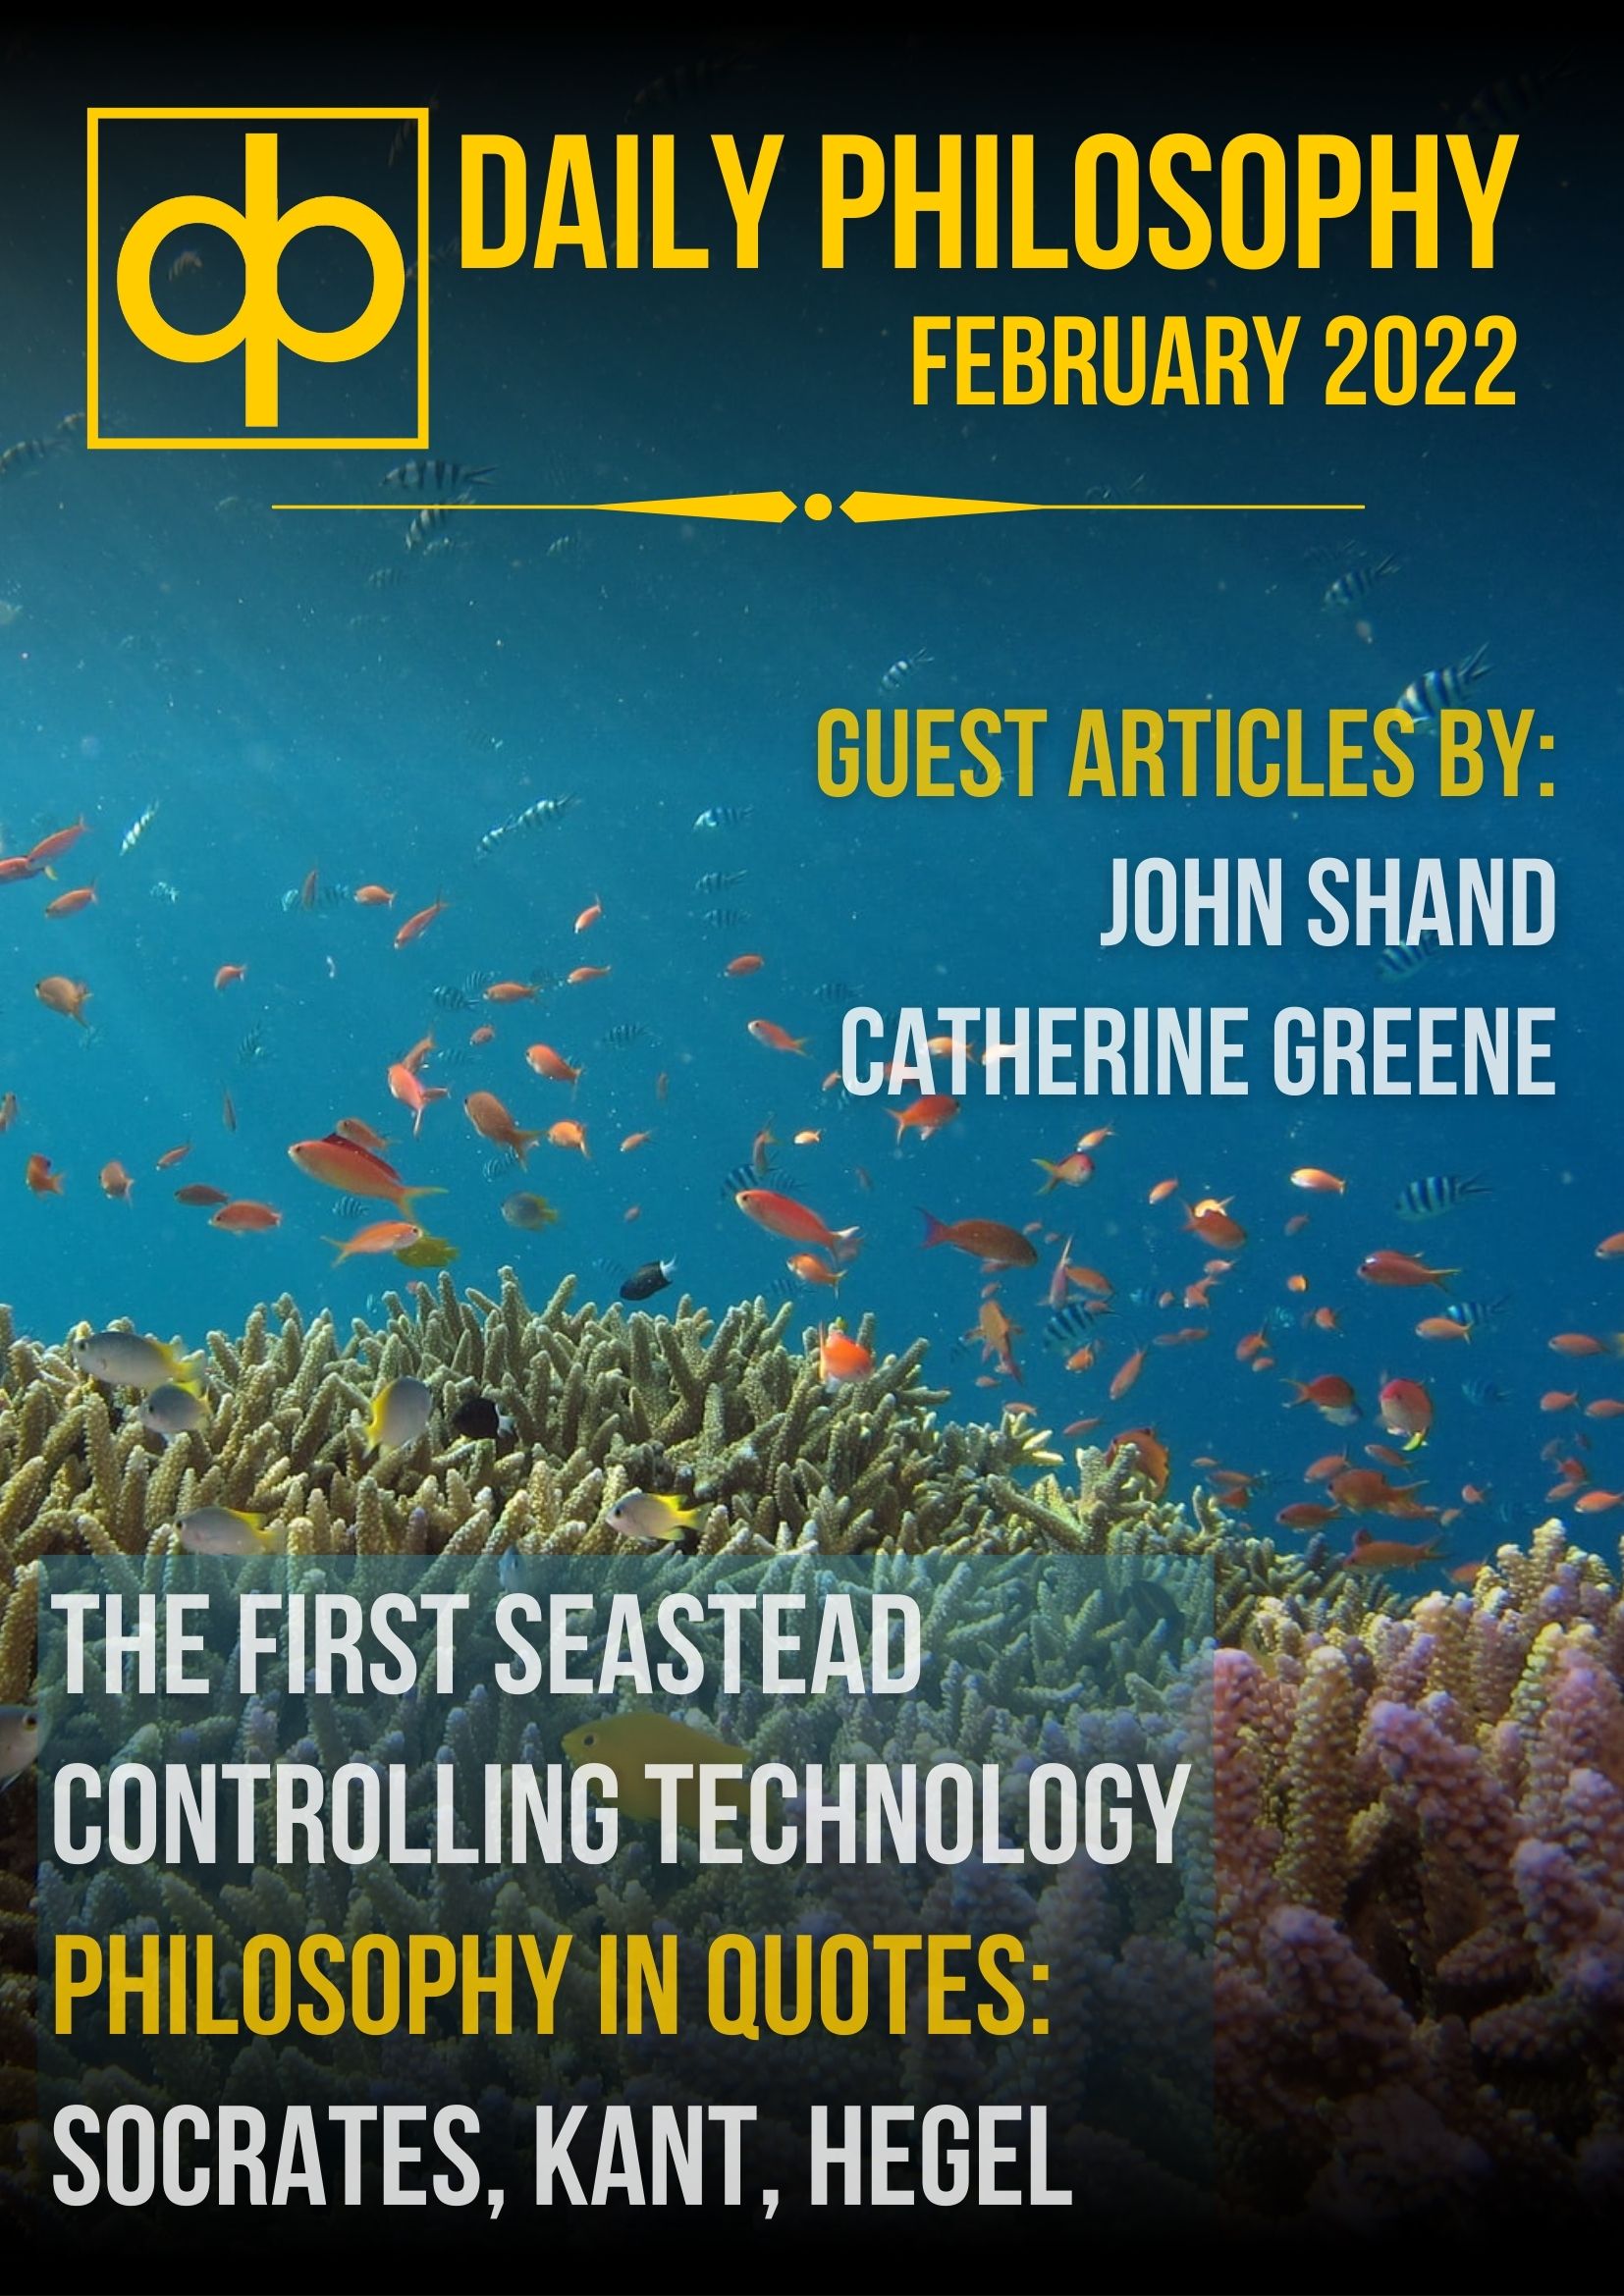 dp
DAILY PHILOSOPHY
FEBRUARY 2022
GUEST ARTICLES BY:
JOHN SHAND
CATHERINE GREENE
THE FIRST SEASTEAD
CONTROLLING TECHNOLOGY
PHILOSOPHY IN QUOTES:
SOCRATES, KANT, HEGEL